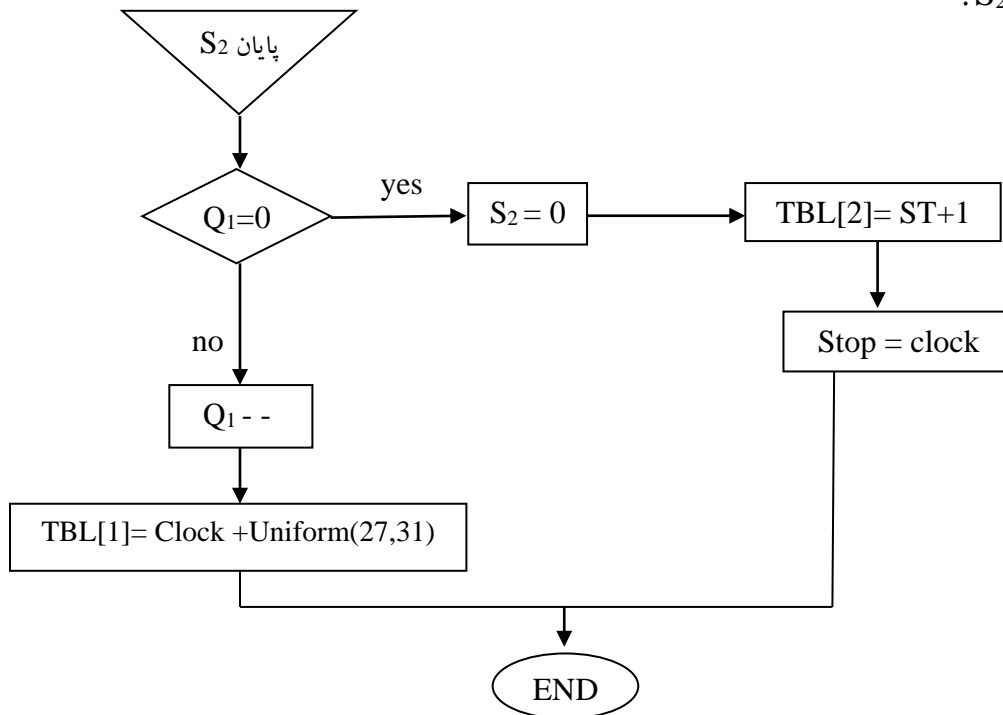 :S2
پایان S2
Q1=0
yes
S2 = 0
TBL[2]= ST+1
Stop = clock
no
Q1 - -
TBL[1]= Clock +Uniform(27,31)
END